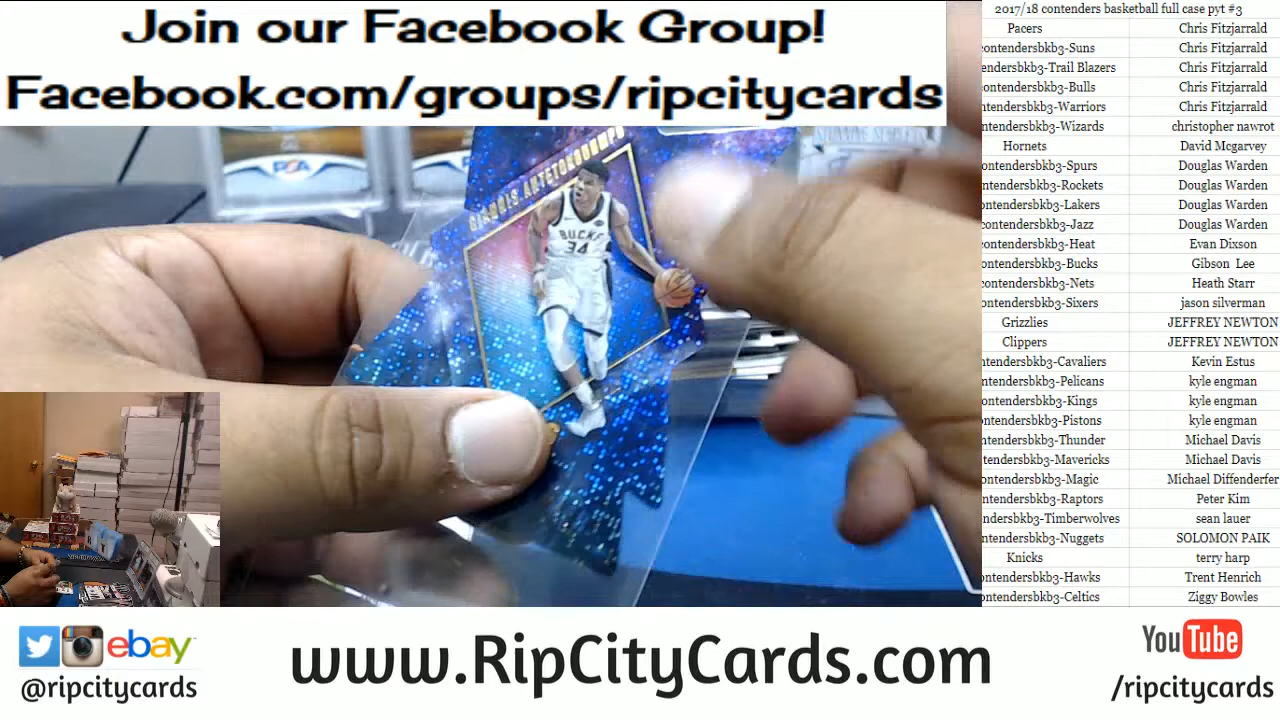 Join our Facebook Group!
Facebook.com/groups/ripcitycards
2017/18 contenders basketball full case pyt #3
Pacers Chris Fitzjarrald
contendersbkb3-Suns Chris Fitzjarrald
endersbkb3-Trail Blazers Chris Fitzjarrald
contendersbkb3-Bulls Chris Fitzjarrald
ntendersbkb3-Warriors Chris Fitzjarrald
ntendersbkb3-Wizards christopher nawrot
Hornets David Mcgarvey
contendersbkb3-Spurs Douglas Warden
ntendersbkb3-Rockets Douglas Warden
ontendersbkb3-Lakers Douglas Warden
contendersbkb3-Jazz Douglas Warden
contendersbkb3-Heat Evan Dixson
ontendersbkb3-Bucks Gibson Lee
contendersbkb3-Nets Heath Starr
ontendersbkb3-Sixers jason silverman
Grizzlies JEFFREY NEWTON
Clippers JEFFREY NEWTON
ntendersbkb3-Cavaliers Kevin Estus
ntendersbkb3-Pelicans kyle engman
ontendersbkb3-Kings kyle engman
ontendersbkb3-Pistons kyle engman
ntendersbkb3-Thunder Michael Davis
ntendersbkb3-Mavericks Michael Davis
ontendersbkb3-Magic Michael Diffenderfer
ntendersbkb3-Raptors Peter Kim
ndersbkb3-Timberwolves sean lauer
ntendersbkb3-Nuggets SOLOMON PAIK
Knicks terry harp
ontendersbkb3-Hawks Trent Henrich
ontendersbkb3-Celtics Ziggy Bowles
GIANNIS ANTETOKOUNMPO
BUCKS
34
ebay
@ripcitycards
www.RipCityCards.com
YouTube
/ripcitycards